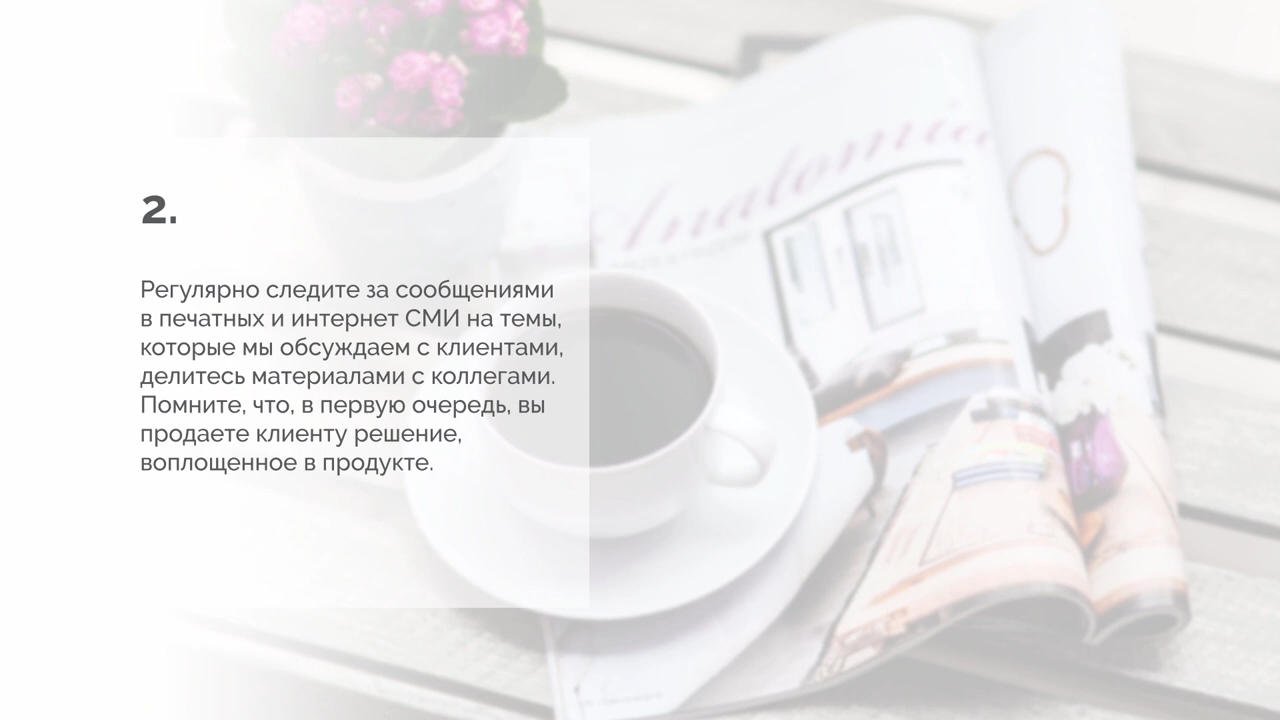 2.
Регулярно следите за сообщениями
в печатных и интернет СМИ на темы,
которые мы обсуждаем с клиентами,
делитесь материалами с коллегами.
Помните, что, в первую очередь, вы
продаете клиенту решение,
воплощенное в продукте.